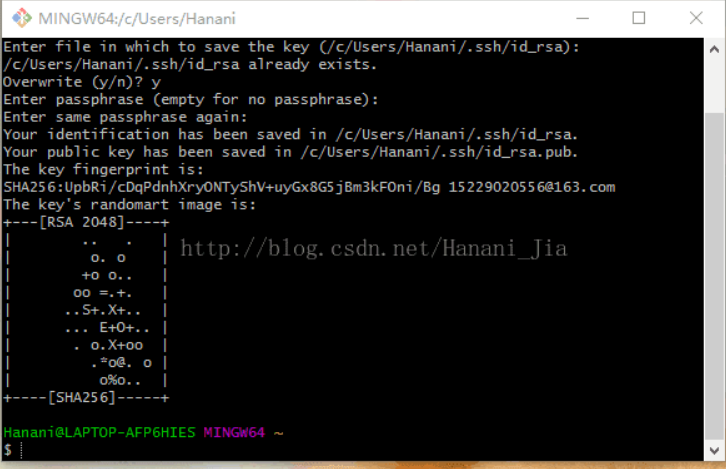 MINGW64:/c/Users/Hanani
Enter file in which to save the key (/c/Users/Hanani/.ssh/id_rsa):
/c/Users/Hanani/.ssh/id_rsa already exists.
Overwrite (y/n)? y
Enter passphrase (empty for no passphrase):
Enter same passphrase again:
Your identification has been saved in /c/Users/Hanani/.ssh/id_rsa.
Your public key has been saved in /c/Users/Hanani/.ssh/id_rsa.pub.
The key fingerprint is:
SHA256:UpbRi/cDqPdnhXryONTyShV+uyGx8G5jBm3kFOni/Bg 15229020556@163.com
The key's randomart image is:
+---[RSA 2048]----+
|        ..   .   |
|         o. o    |
|        +o o..   |
|       oo =.+.   |
|      ..S+.X+..  |
|      ... E+O+.. |
|       . o.X+oo  |
|         .*o@. o |
|          o%o..  |
+----[SHA256]-----+
http://blog.csdn.net/Hanani_Jia
Hanani@LAPTOP-AFP6HIES MINGW64 ~
$